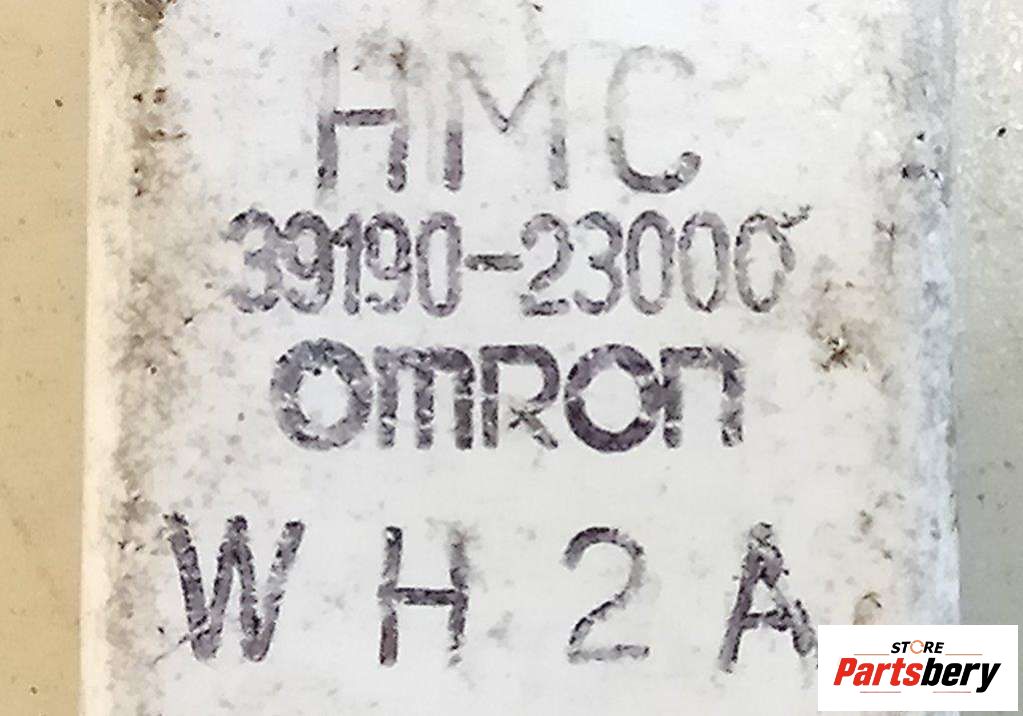 HMC
39190-23000
OMRON
W H 2 A
STORE
Partsbery